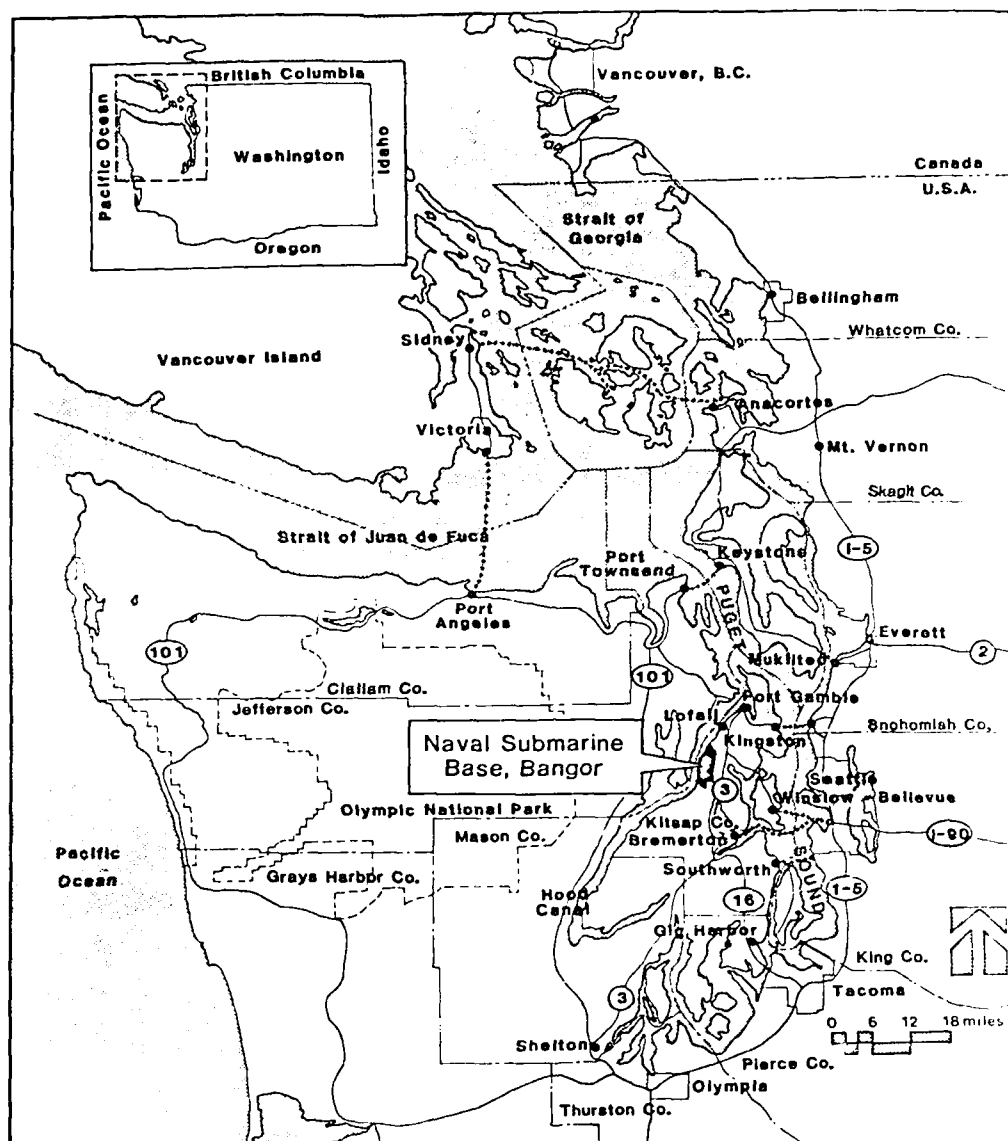 British Columbia
Pacific Ocean
Washington
Idaho
Oregon
Vancouver, B.C.
Canada
U.S.A.
Strait of
Georgia
Bellingham
Whatcom Co.
Sidney
Vancouver Island
Anacortes
Victoria
Mt. Vernon
Skagit Co.
Strait of Juan de Fuca
Port
Townsend
Keystone
I-5
PUGET
Port
Angeles
Everett
101
101
Mukilteo
2
Clallam Co.
Jefferson Co.
Port Gamble
Lofall
Kingston
Snohomish Co.
Naval Submarine
Base, Bangor
3
Seattle
Winslow
Bellevue
Olympic National Park
Mason Co.
Kitsap Co.
Bremerton
I-90
Pacific
Ocean
Grays Harbor Co.
Southworth
SOUND
Hood
Canal
16
I-5
Gig Harbor
King Co.
3
Tacoma
0 6 12 18 miles
Shelton
Pierce Co.
Olympia
Thurston Co.